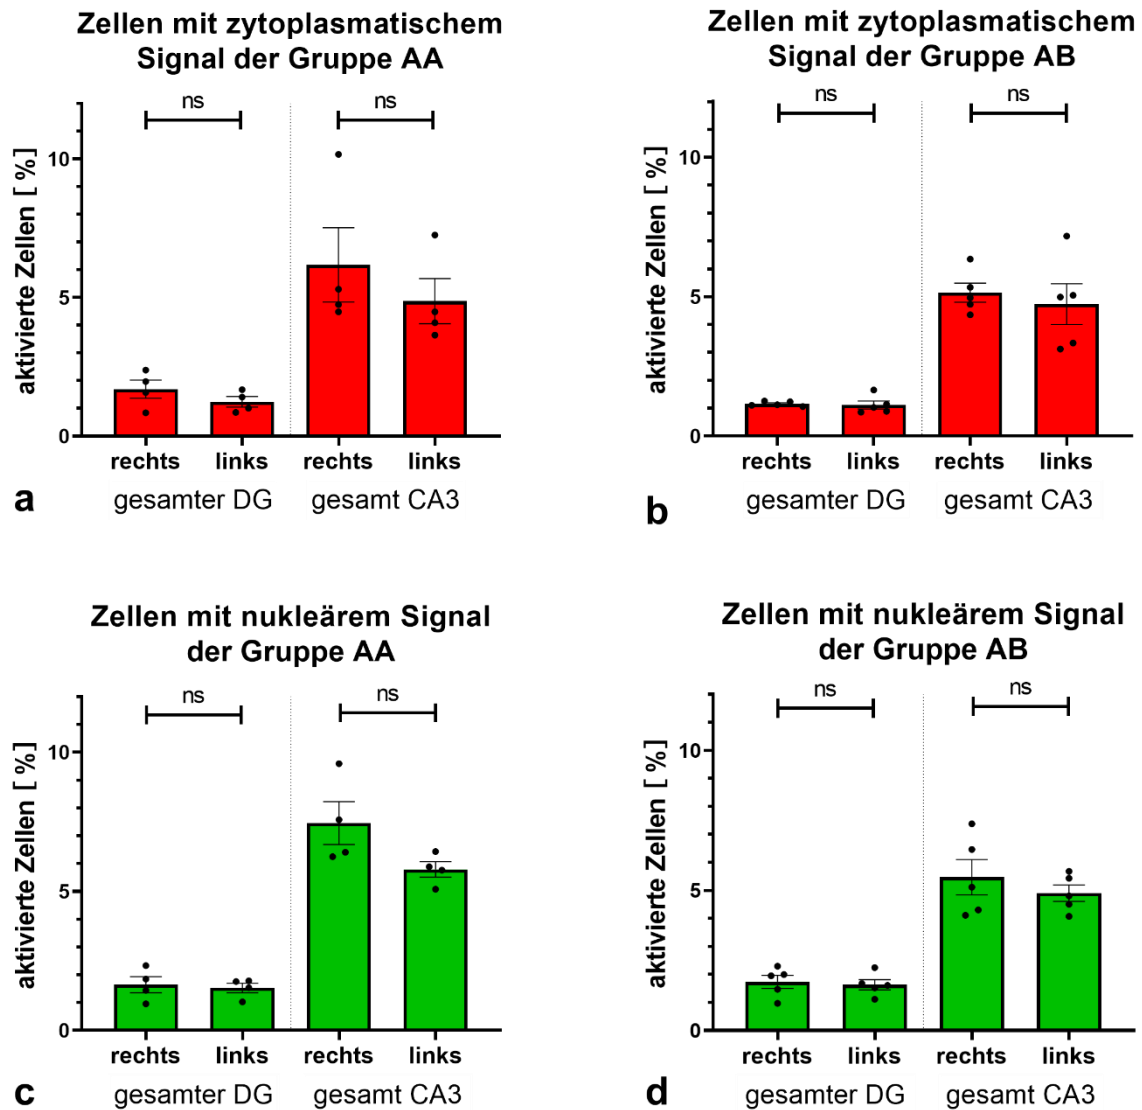 Zellen mit zytoplasmatischem
Signal der Gruppe AA
ns
ns
aktivierte Zellen [ %]
10
5
0
rechts links rechts links
gesamter DG gesamt CA3
a
Zellen mit zytoplasmatischem
Signal der Gruppe AB
ns
ns
aktivierte Zellen [ %]
10
5
0
rechts links rechts links
gesamter DG gesamt CA3
b
Zellen mit nukleärem Signal
der Gruppe AA
ns
ns
aktivierte Zellen [ %]
10
5
0
rechts links rechts links
gesamter DG gesamt CA3
c
Zellen mit nukleärem Signal
der Gruppe AB
ns
ns
aktivierte Zellen [ %]
10
5
0
rechts links rechts links
gesamter DG gesamt CA3
d